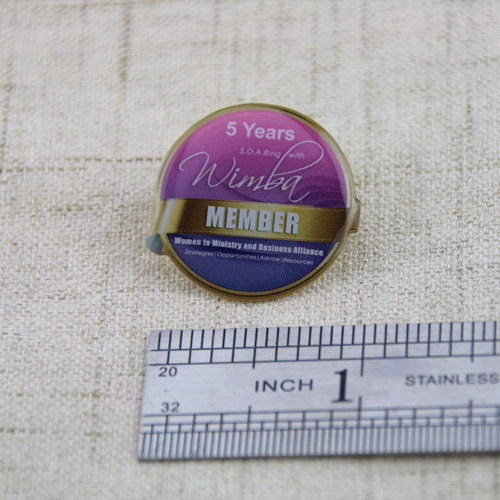 5 Years
S.O.A.Ring with
Wimba
MEMBER
Women in Ministry and Business Alliance
Strategies|Opportunities|Advice|Resources
20
INCH 1 STAINLESS
32